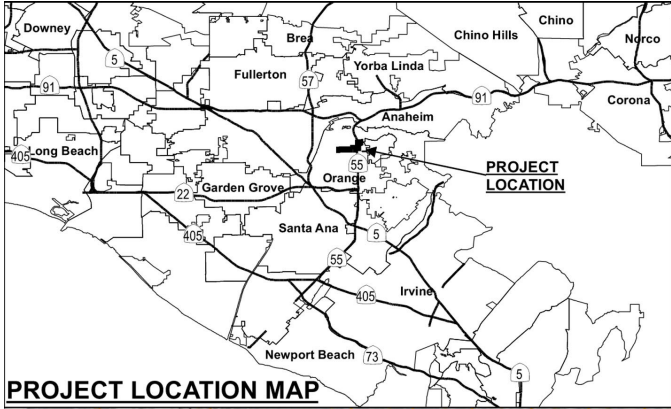 Downey
Brea
Chino Hills
Chino
Norco
5
Fullerton
57
Yorba Linda
91
91
Anaheim
Corona
405
Long Beach
55
PROJECT
LOCATION
22
Garden Grove
Orange
405
Santa Ana
5
55
405
Irvine
Newport Beach
73
5
PROJECT LOCATION MAP